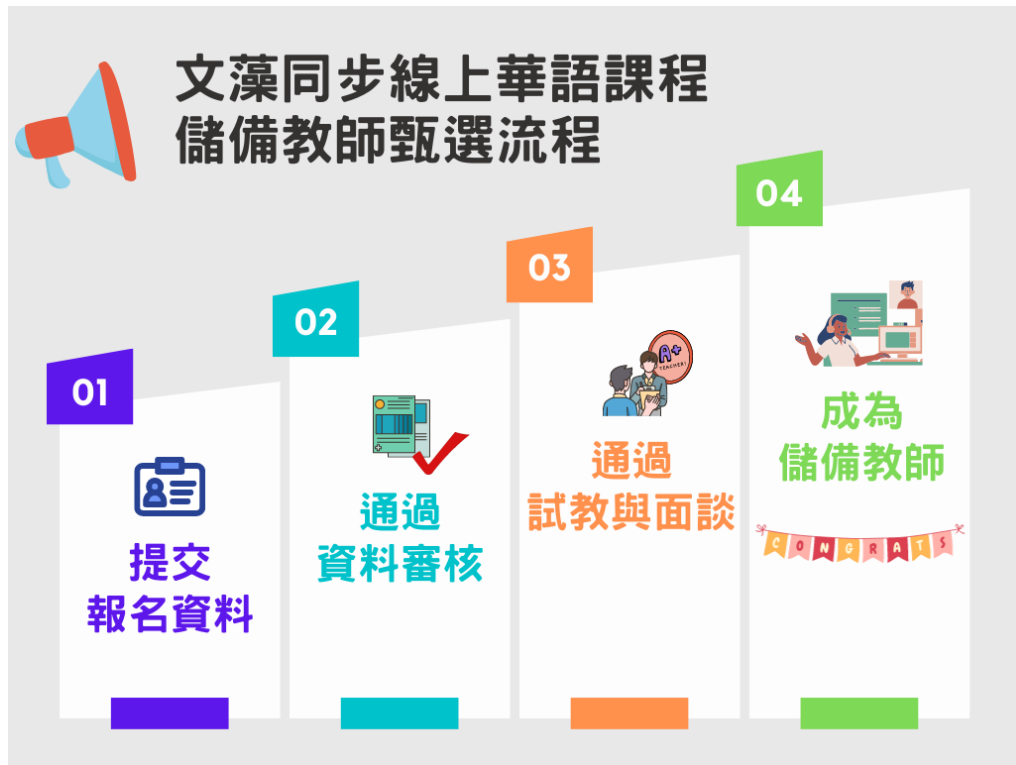 文藻同步線上華語課程
儲備教師甄選流程
01
提交
報名資料
02
通過
資料審核
03
A+
TEACHER!
通過
試教與面談
04
成為
儲備教師
CONGRATS